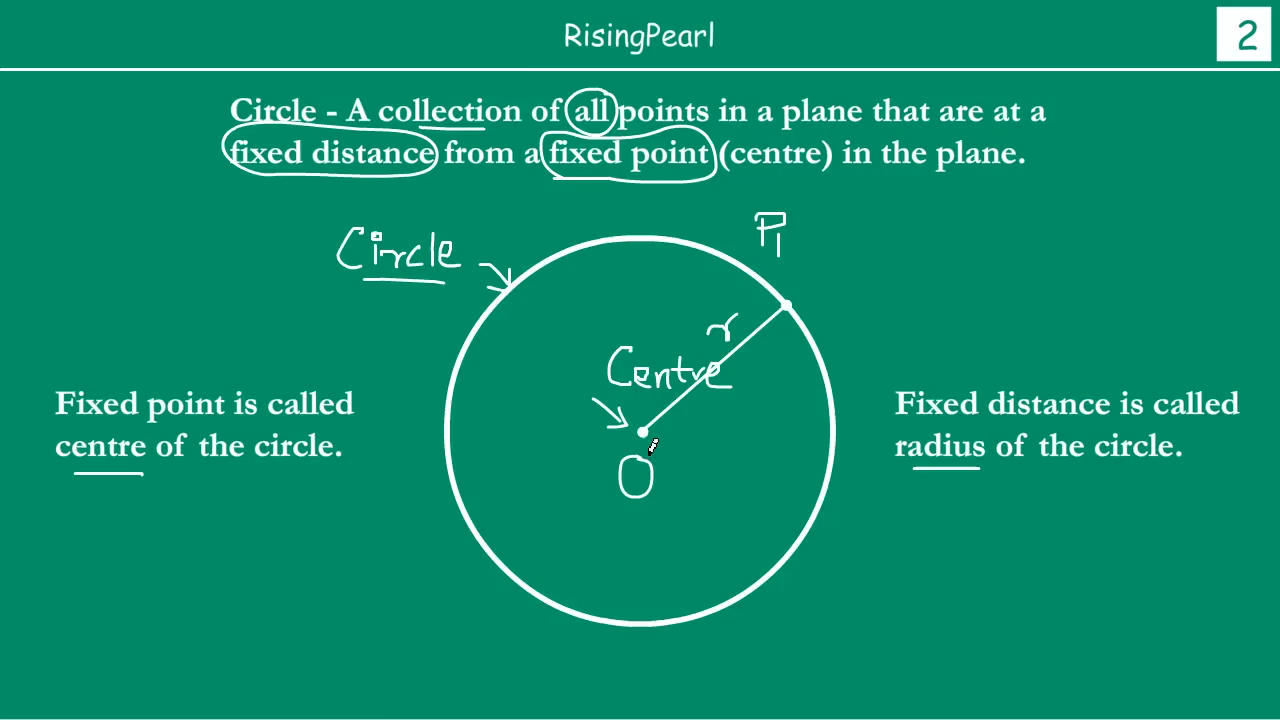 RisingPearl
2
Circle - A collection of all points in a plane that are at a
fixed distance from a fixed point (centre) in the plane.
Circle
P1
r
Centre
O
Fixed point is called
centre of the circle.
Fixed distance is called
radius of the circle.